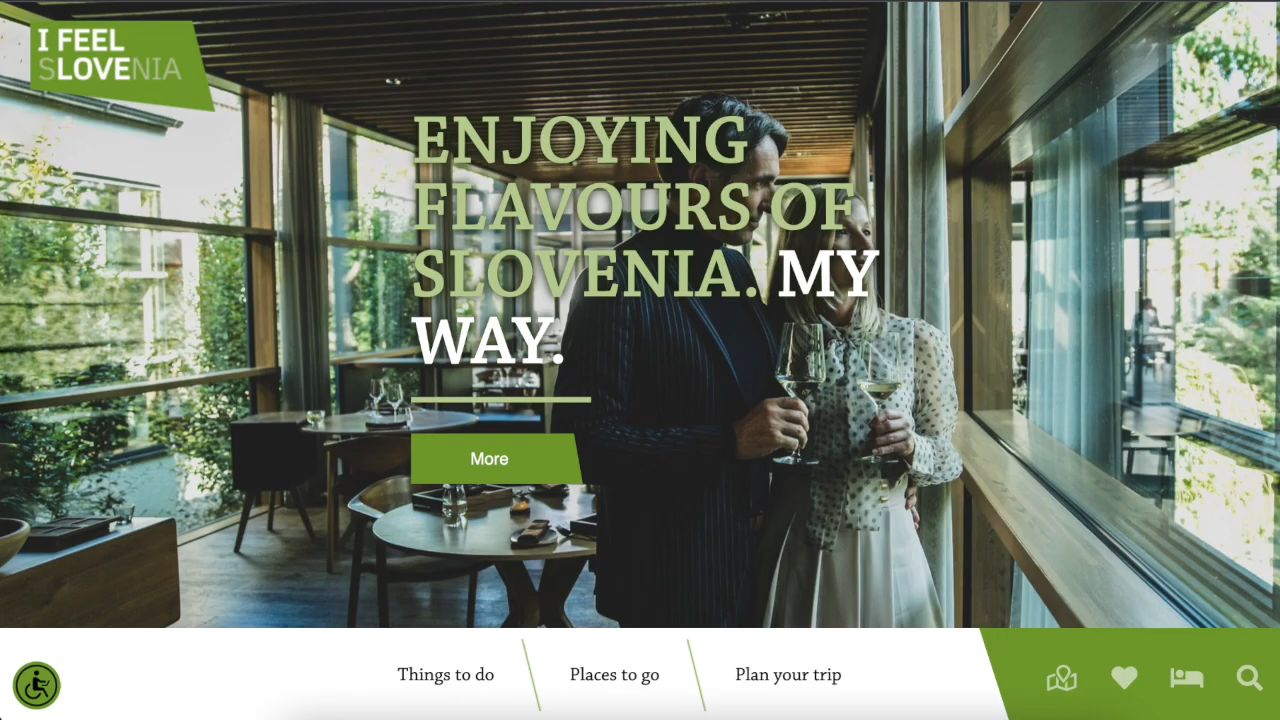 I FEEL
SLOVENIA
ENJOYING
FLAVOURS OF
SLOVENIA. MY
WAY.
More
Things to do
Places to go
Plan your trip